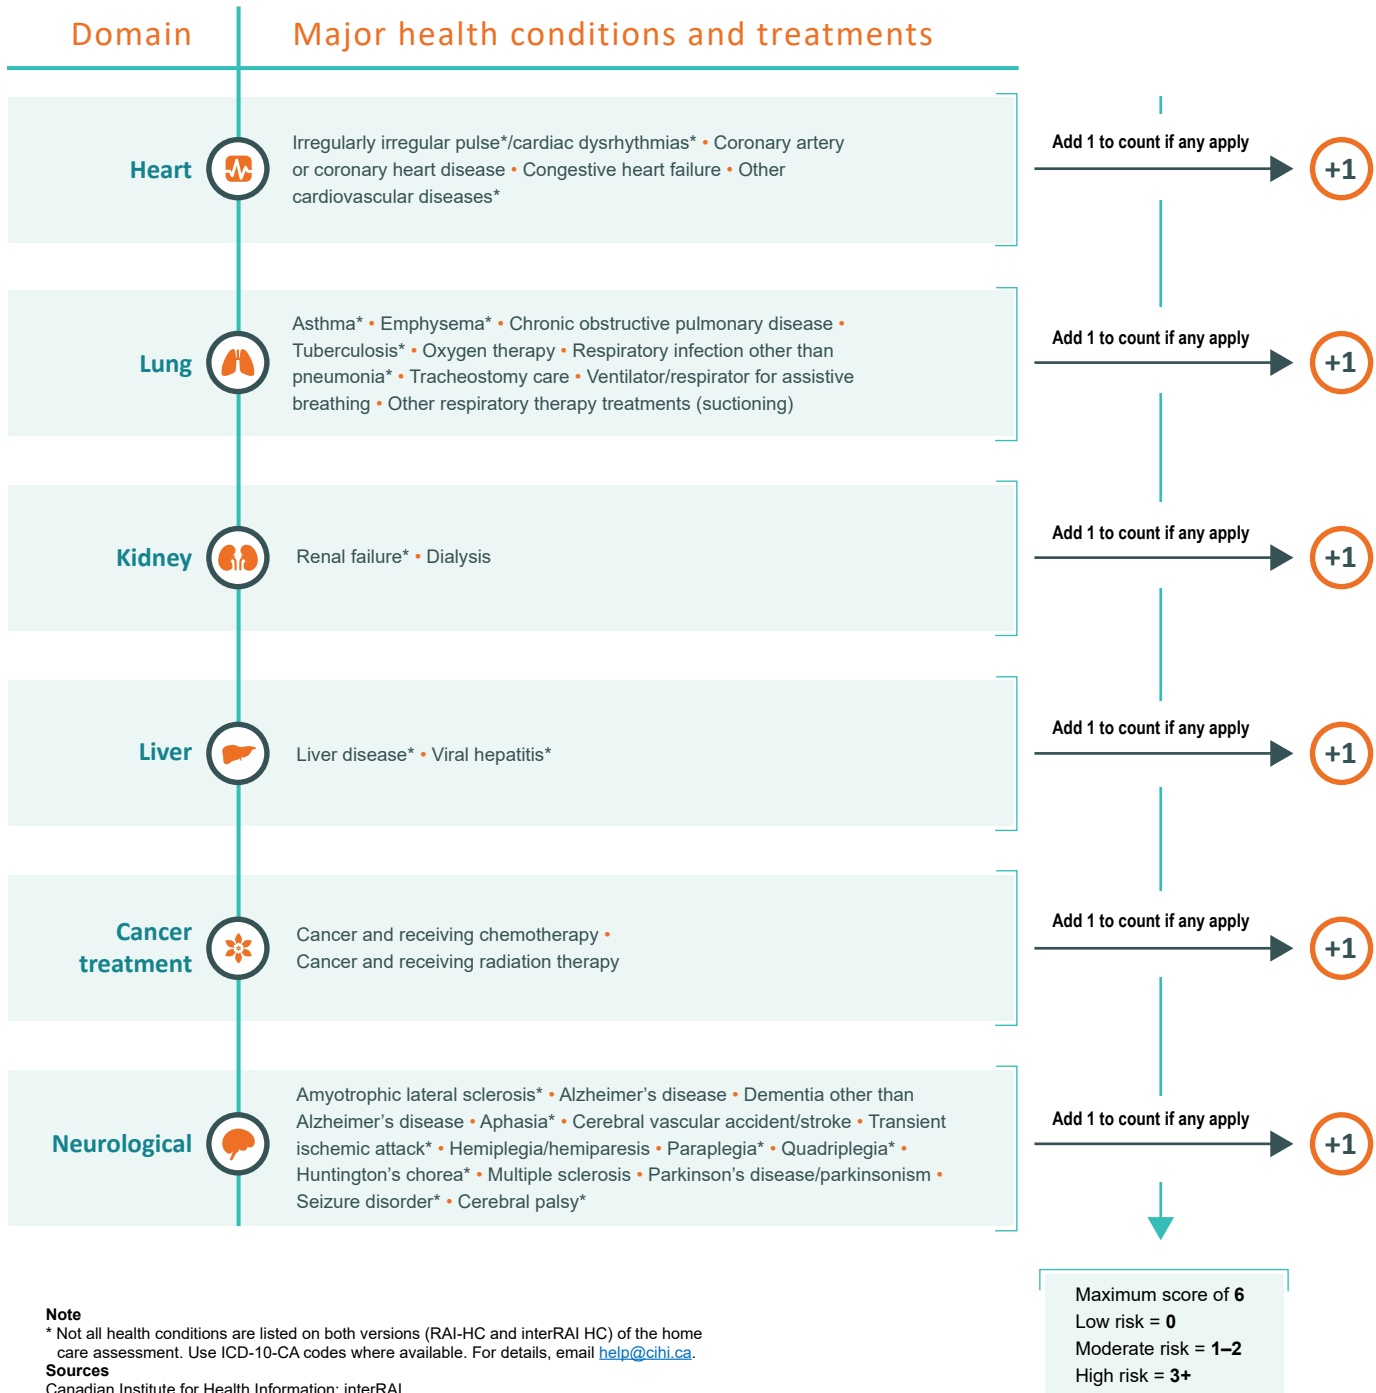 Domain
Major health conditions and treatments
Heart
Irregularly irregular pulse*/cardiac dysrhythmias* • Coronary artery
or coronary heart disease • Congestive heart failure • Other
cardiovascular diseases*
Add 1 to count if any apply
+1
Lung
Asthma* • Emphysema* • Chronic obstructive pulmonary disease •
Tuberculosis* • Oxygen therapy • Respiratory infection other than
pneumonia* • Tracheostomy care • Ventilator/respirator for assistive
breathing • Other respiratory therapy treatments (suctioning)
Add 1 to count if any apply
+1
Kidney
Renal failure* • Dialysis
Add 1 to count if any apply
+1
Liver
Liver disease* • Viral hepatitis*
Add 1 to count if any apply
+1
Cancer
treatment
Cancer and receiving chemotherapy •
Cancer and receiving radiation therapy
Add 1 to count if any apply
+1
Neurological
Amyotrophic lateral sclerosis* • Alzheimer’s disease • Dementia other than
Alzheimer’s disease • Aphasia* • Cerebral vascular accident/stroke • Transient
ischemic attack* • Hemiplegia/hemiparesis • Paraplegia* • Quadriplegia* •
Huntington’s chorea* • Multiple sclerosis • Parkinson’s disease/parkinsonism •
Seizure disorder* • Cerebral palsy*
Add 1 to count if any apply
+1
Maximum score of 6
Low risk = 0
Moderate risk = 1–2
High risk = 3+
Note
* Not all health conditions are listed on both versions (RAI-HC and interRAI HC) of the home
care assessment. Use ICD-10-CA codes where available. For details, email help@cihi.ca.
Sources
Canadian Institute for Health Information; interRAI